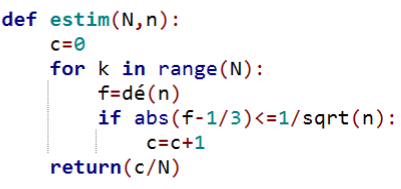 def estim(N,n):
    c=0
    for k in range(N):
        f=dé(n)
        if abs(f-1/3)<=1/sqrt(n):
            c=c+1
    return(c/N)